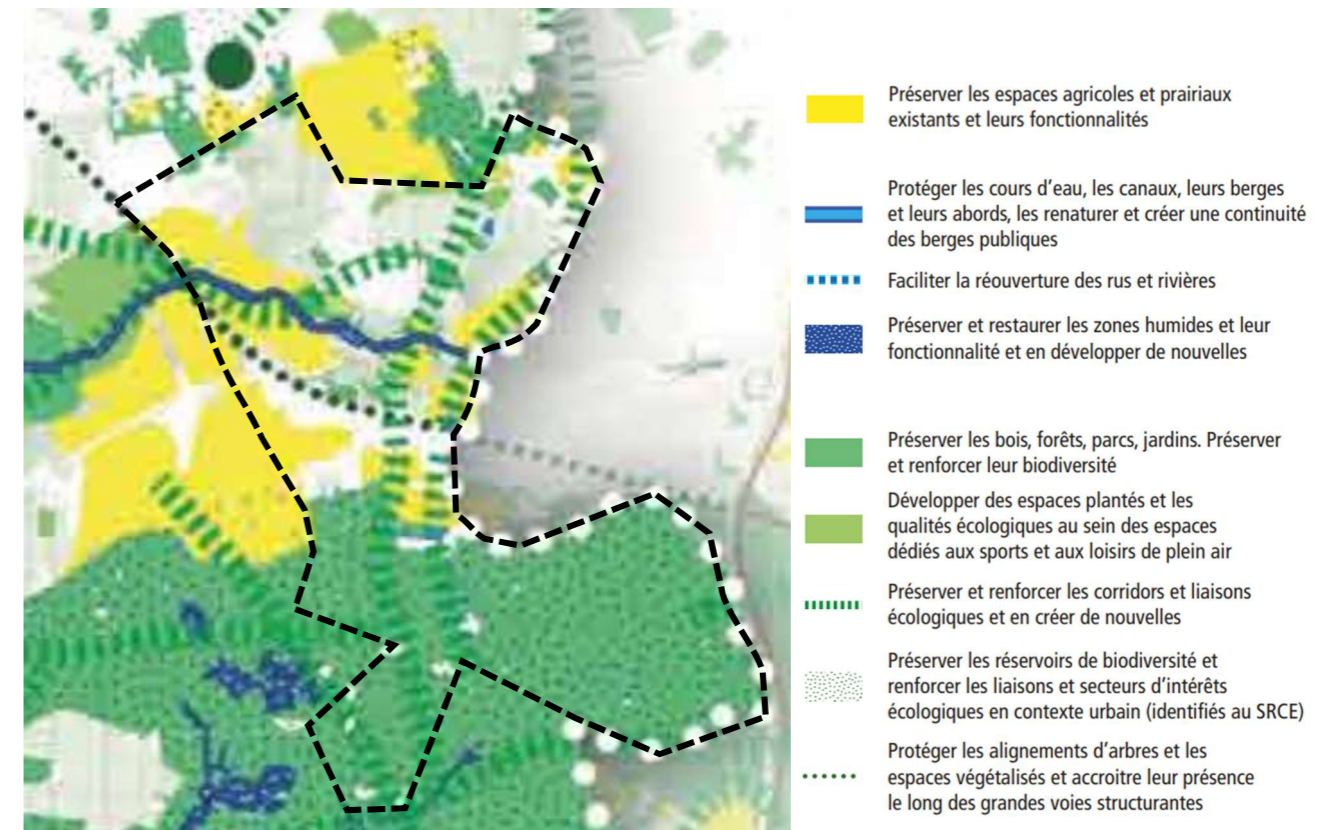 Préserver les espaces agricoles et prairiaux
existants et leurs fonctionnalités
Protéger les cours d'eau, les canaux, leurs berges
et leurs abords, les renaturer et créer une continuité
des berges publiques
Faciliter la réouverture des rus et rivières
Préserver et restaurer les zones humides et leur
fonctionnalité et en développer de nouvelles
Préserver les bois, forêts, parcs, jardins. Préserver
et renforcer leur biodiversité
Développer des espaces plantés et les
qualités écologiques au sein des espaces
dédiés aux sports et aux loisirs de plein air
Préserver et renforcer les corridors et liaisons
écologiques et en créer de nouvelles
Préserver les réservoirs de biodiversité et
renforcer les liaisons et secteurs d'intérêts
écologiques en contexte urbain (identifiés au SRCE)
Protéger les alignements d'arbres et les
espaces végétalisés et accroitre leur présence
le long des grandes voies structurantes